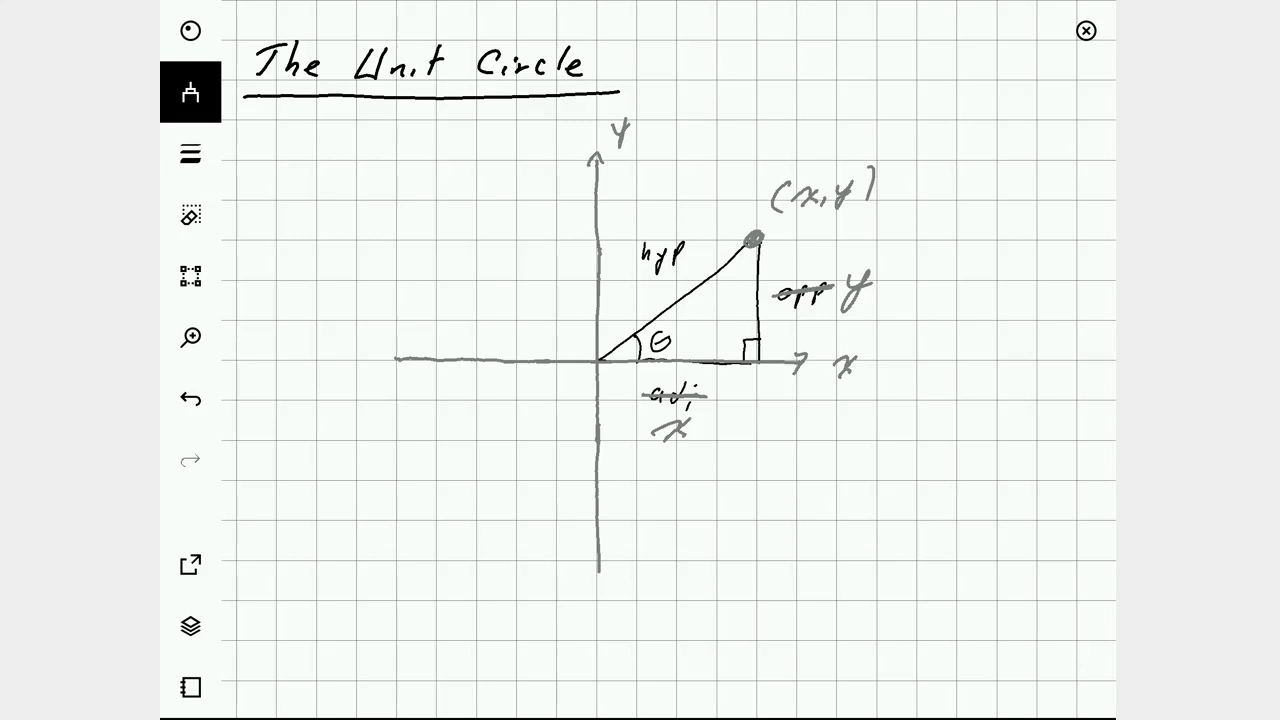 The Unit Circle
y
(x,y)
hyp
opp y
θ
x
adj
x